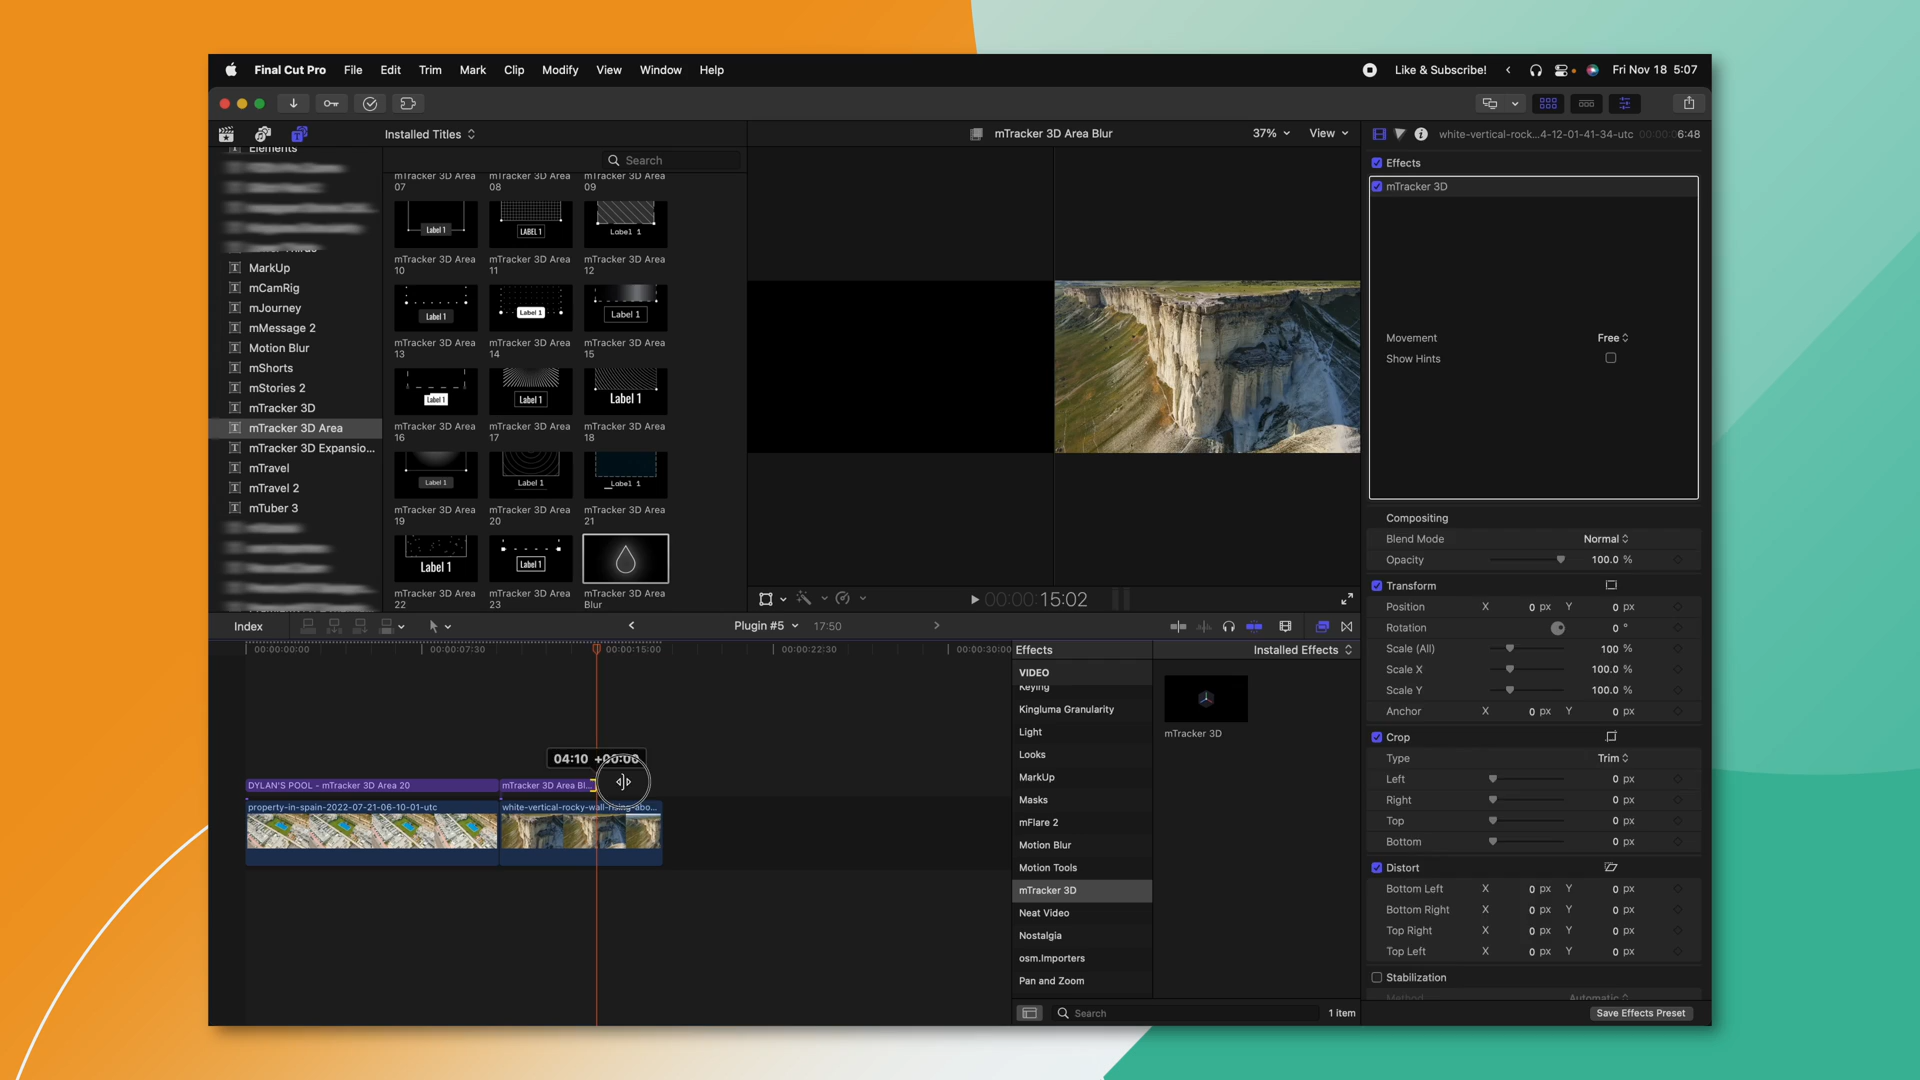 Final Cut Pro File Edit Trim Mark Clip Modify View Window Help
Like & Subscribe! Fri Nov 18 5:07
Installed Titles
mTracker 3D Area Blur
37% View
white-vertical-rock...4-12-01-41-34-utc 00:00:06:48
Elements
MarkUp
mCamRig
mJourney
mMessage 2
Motion Blur
mShorts
mStories 2
mTracker 3D
mTracker 3D Area
mTracker 3D Expansio...
mTravel
mTravel 2
mTuber 3
Search
mTracker 3D Area 07
mTracker 3D Area 08
mTracker 3D Area 09
Label 1
LABEL 1
Label 1
mTracker 3D Area 10
mTracker 3D Area 11
mTracker 3D Area 12
Label 1
Label 1
Label 1
mTracker 3D Area 13
mTracker 3D Area 14
mTracker 3D Area 15
Label 1
Label 1
Label 1
mTracker 3D Area 16
mTracker 3D Area 17
mTracker 3D Area 18
Label 1
Label 1
Label 1
mTracker 3D Area 19
mTracker 3D Area 20
mTracker 3D Area 21
Label 1
Label 1
mTracker 3D Area 22
mTracker 3D Area 23
mTracker 3D Area Blur
00:00:15:02
Effects
mTracker 3D
Movement Free
Show Hints
Compositing
Blend Mode Normal
Opacity 100.0 %
Transform
Position X 0 px Y 0 px
Rotation 0 °
Scale (All) 100 %
Scale X 100.0 %
Scale Y 100.0 %
Anchor X 0 px Y 0 px
Crop
Type Trim
Left 0 px
Right 0 px
Top 0 px
Bottom 0 px
Distort
Bottom Left X 0 px Y 0 px
Bottom Right X 0 px Y 0 px
Top Right X 0 px Y 0 px
Top Left X 0 px Y 0 px
Stabilization
Method Automatic
Save Effects Preset
Index
Plugin #5 17:50
00:00:00:00 00:00:07:30 00:00:15:00 00:00:22:30 00:00:30:00
04:10 +00:00
DYLAN'S POOL - mTracker 3D Area 20
mTracker 3D Area Bl...
property-in-spain-2022-07-21-06-10-01-utc
white-vertical-rocky-wall-rising-abo...
Effects
Installed Effects
VIDEO
Keying
Kingluma Granularity
Light
Looks
MarkUp
Masks
mFlare 2
Motion Blur
Motion Tools
mTracker 3D
Neat Video
Nostalgia
osm.Importers
Pan and Zoom
mTracker 3D
Search
1 item